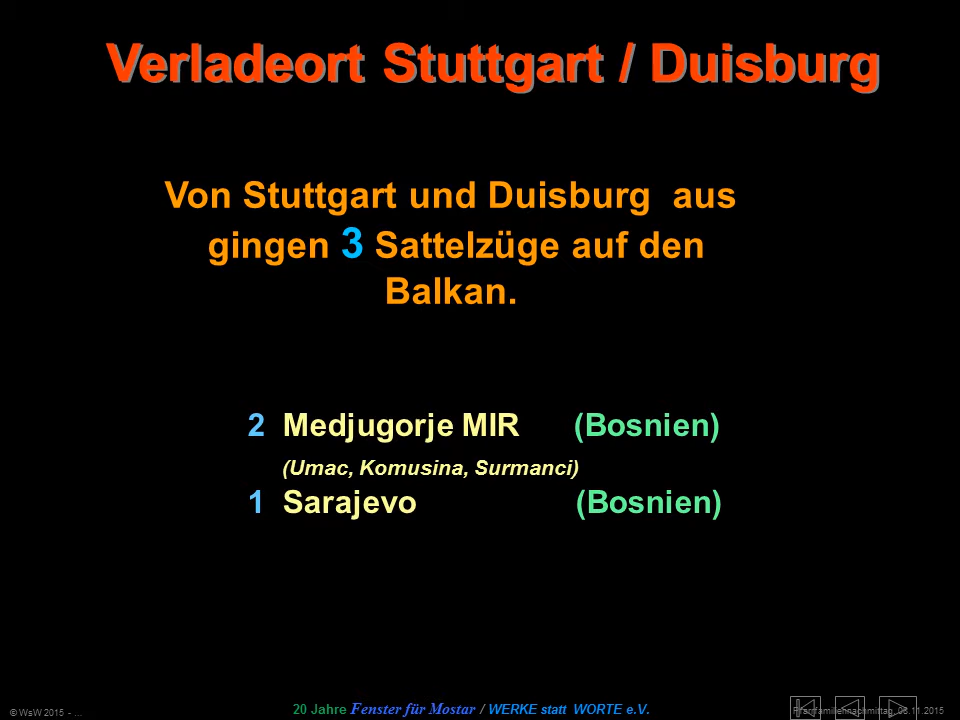 Verladeort Stuttgart / Duisburg
Von Stuttgart und Duisburg aus
gingen 3 Sattelzüge auf den
Balkan.
2 Medjugorje MIR (Bosnien)
(Umac, Komusina, Surmanci)
1 Sarajevo (Bosnien)
© WsW 2015 - ...
20 Jahre Fenster für Mostar / WERKE statt WORTE e.V.